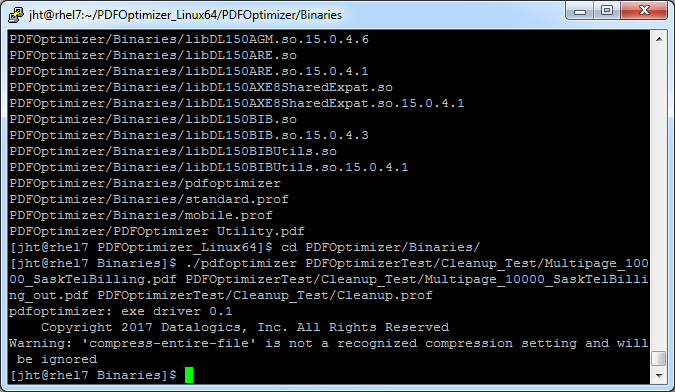 jht@rhel7:~/PDFOptimizer_Linux64/PDFOptimizer/Binaries
PDFOptimizer/Binaries/libDL150AGM.so.15.0.4.6
PDFOptimizer/Binaries/libDL150ARE.so
PDFOptimizer/Binaries/libDL150ARE.so.15.0.4.1
PDFOptimizer/Binaries/libDL150AXE8SharedExpat.so
PDFOptimizer/Binaries/libDL150AXE8SharedExpat.so.15.0.4.1
PDFOptimizer/Binaries/libDL150BIB.so
PDFOptimizer/Binaries/libDL150BIB.so.15.0.4.3
PDFOptimizer/Binaries/libDL150BIBUtils.so
PDFOptimizer/Binaries/libDL150BIBUtils.so.15.0.4.1
PDFOptimizer/Binaries/pdfoptimizer
PDFOptimizer/Binaries/standard.prof
PDFOptimizer/Binaries/mobile.prof
PDFOptimizer/PDFOptimizer Utility.pdf
[jht@rhel7 PDFOptimizer_Linux64]$ cd PDFOptimizer/Binaries/
[jht@rhel7 Binaries]$ ./pdfoptimizer PDFOptimizerTest/Cleanup_Test/Multipage_100
00_SaskTelBilling.pdf PDFOptimizerTest/Cleanup_Test/Multipage_10000_SaskTelBilli
ng_out.pdf PDFOptimizerTest/Cleanup_Test/Cleanup.prof
pdfoptimizer: exe driver 0.1
    Copyright 2017 Datalogics, Inc. All Rights Reserved
Warning: 'compress-entire-file' is not a recognized compression setting and will
 be ignored
[jht@rhel7 Binaries]$